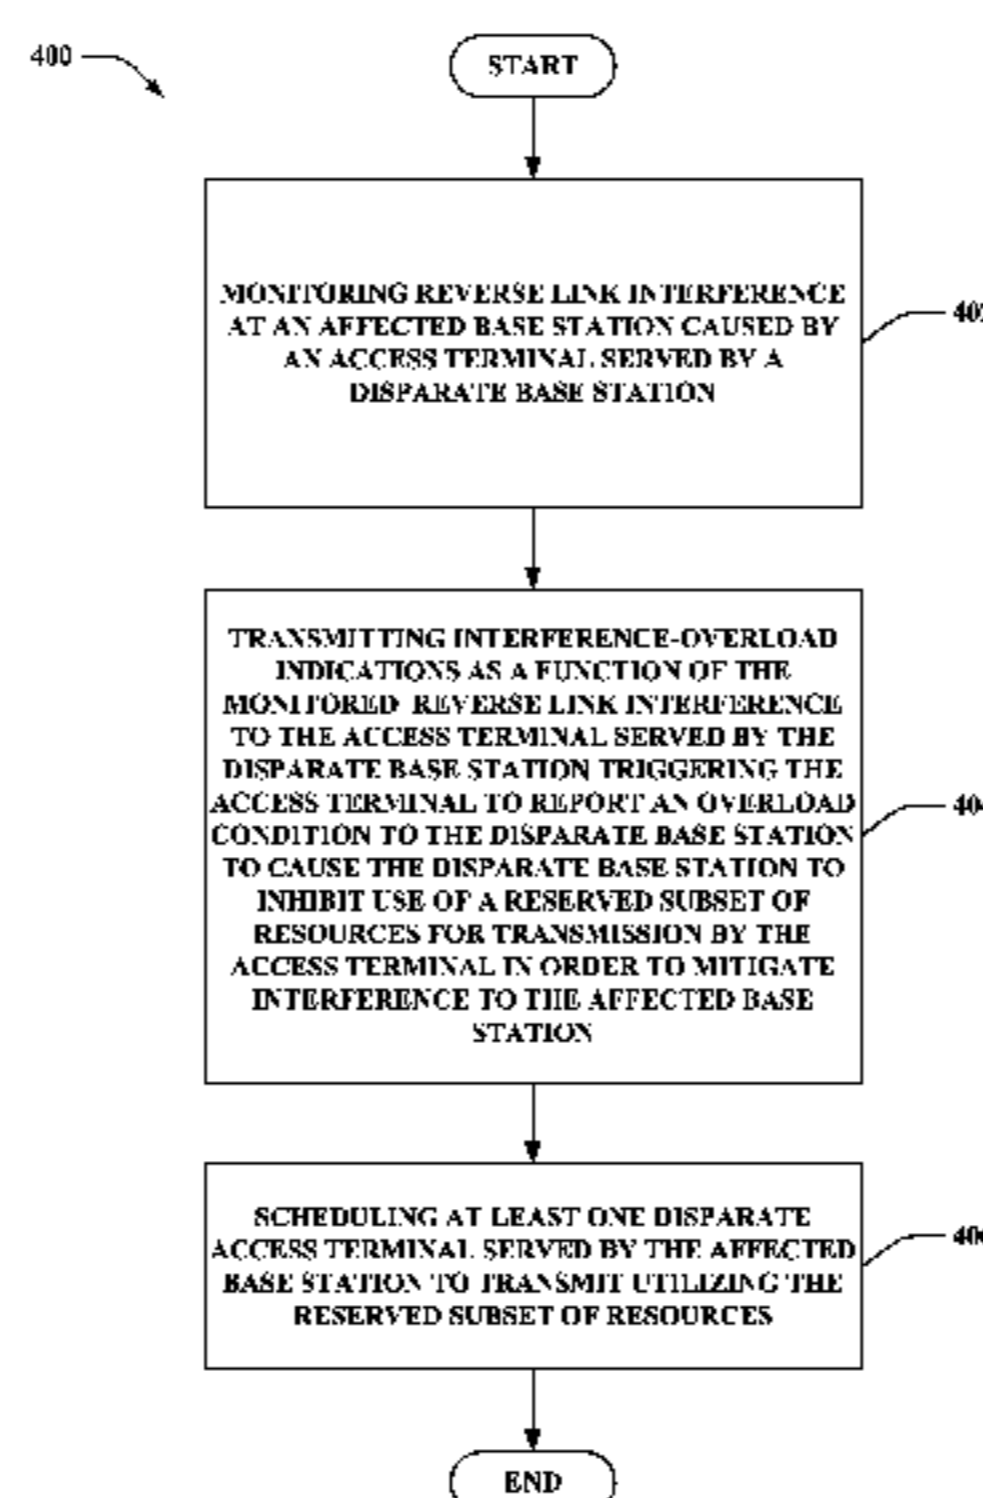 400
START
MONITORING REVERSE LINK INTERFERENCE
AT AN AFFECTED BASE STATION CAUSED BY
AN ACCESS TERMINAL SERVED BY A
DISPARATE BASE STATION
TRANSMITTING INTERFERENCE-OVERLOAD
INDICATIONS AS A FUNCTION OF THE
MONITORED REVERSE LINK INTERFERENCE
TO THE ACCESS TERMINAL SERVED BY THE
DISPARATE BASE STATION TRIGGERING THE
ACCESS TERMINAL TO REPORT AN OVERLOAD
CONDITION TO THE DISPARATE BASE STATION
TO CAUSE THE DISPARATE BASE STATION TO
INHIBIT USE OF A RESERVED SUBSET OF
RESOURCES FOR TRANSMISSION BY THE
ACCESS TERMINAL IN ORDER TO MITIGATE
INTERFERENCE TO THE AFFECTED BASE
STATION
SCHEDULING AT LEAST ONE DISPARATE
ACCESS TERMINAL SERVED BY THE AFFECTED
BASE STATION TO TRANSMIT UTILIZING THE
RESERVED SUBSET OF RESOURCES
END